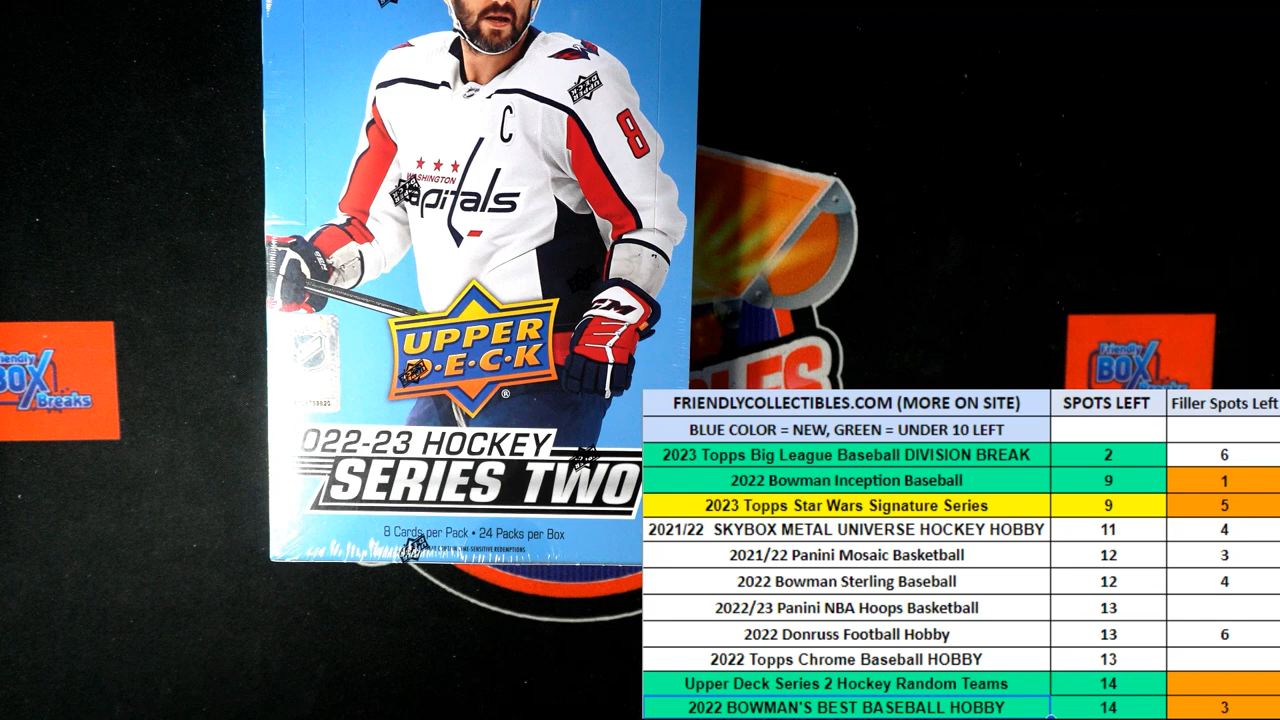 C
8
WASHINGTON
capitals
CCM
UPPER
D·E·C·K
®
022-23 HOCKEY
SERIES TWO
8 Cards per Pack • 24 Packs per Box
Friendly
BOX
Breaks
Friendly
BOX
FRIENDLYCOLLECTIBLES.COM (MORE ON SITE) SPOTS LEFT Filler Spots Left
BLUE COLOR = NEW, GREEN = UNDER 10 LEFT
2023 Topps Big League Baseball DIVISION BREAK 2 6
2022 Bowman Inception Baseball 9 1
2023 Topps Star Wars Signature Series 9 5
2021/22 SKYBOX METAL UNIVERSE HOCKEY HOBBY 11 4
2021/22 Panini Mosaic Basketball 12 3
2022 Bowman Sterling Baseball 12 4
2022/23 Panini NBA Hoops Basketball 13
2022 Donruss Football Hobby 13 6
2022 Topps Chrome Baseball HOBBY 13
Upper Deck Series 2 Hockey Random Teams 14
2022 BOWMAN'S BEST BASEBALL HOBBY 14 3